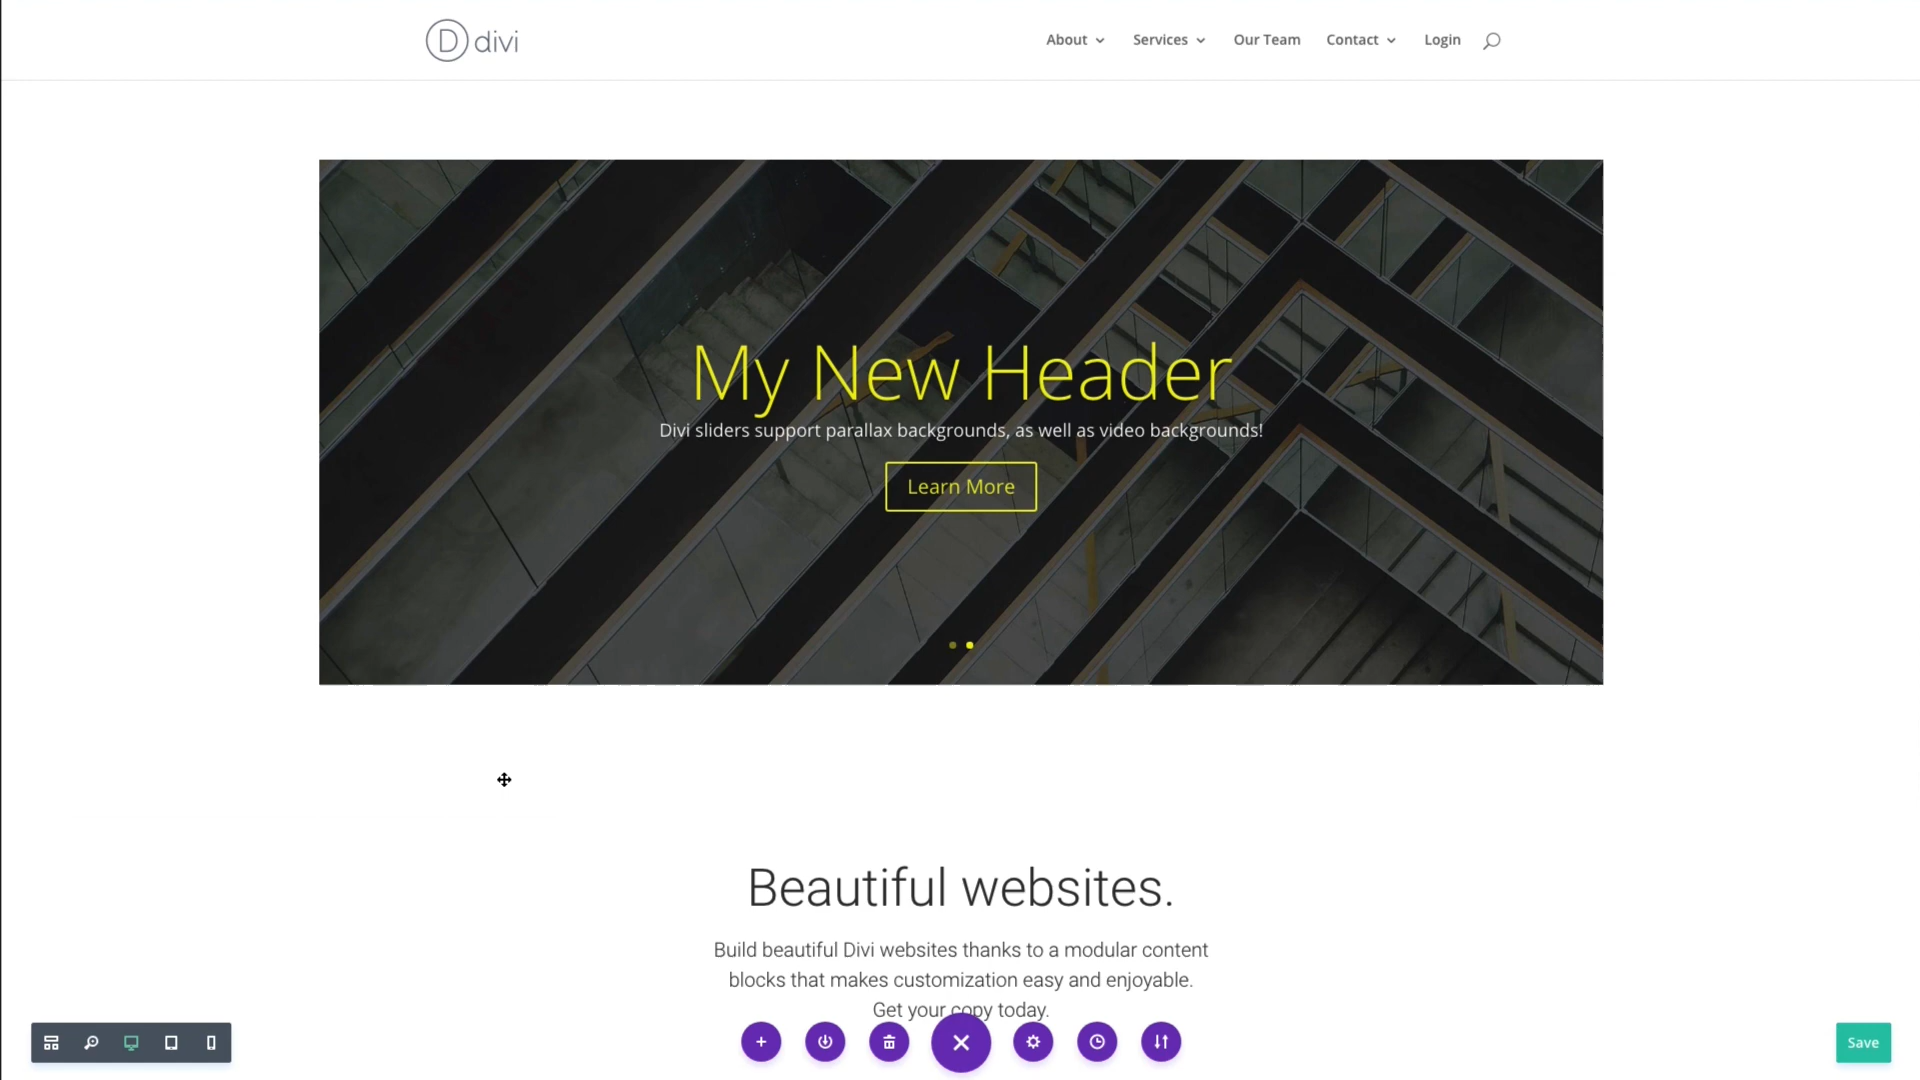 D divi
About Services Our Team Contact Login
My New Header
Divi sliders support parallax backgrounds, as well as video backgrounds!
Learn More
Beautiful websites.
Build beautiful Divi websites thanks to a modular content
blocks that makes customization easy and enjoyable.
Get your copy today.
Save